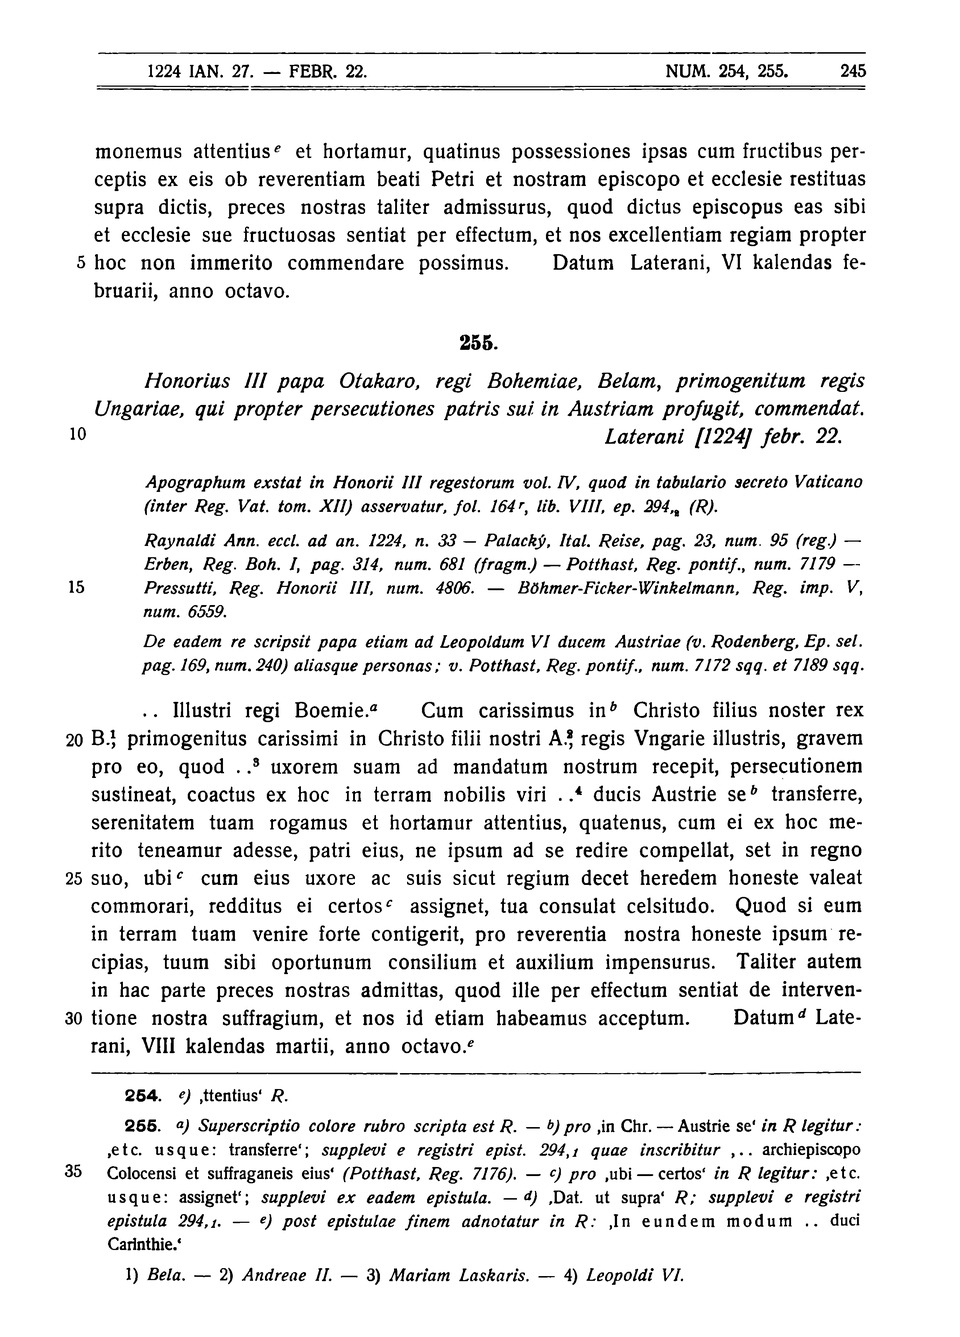 1224 IAN. 27. — FEBR. 22. NUM. 254, 255. 245
monemus attentius e et hortamur, quatinus possessiones ipsas cum fructibus per-
ceptis ex eis ob reverentiam beati Petri et nostram episcopo et ecclesie restituas
supra dictis, preces nostras taliter admissurus, quod dictus episcopus eas sibi
et ecclesie sue fructuosas sentiat per effectum, et nos excellentiam regiam propter
5 hoc non immerito commendare possimus. Datum Laterani, VI kalendas fe-
bruarii, anno octavo.
255.
Honorius III papa Otakaro, regi Bohemiae, Belam, primogenitum regis
Ungariae, qui propter persecutiones patris sui in Austriam profugit, commendat.
10 Laterani [1224] febr. 22.
Apographum exstat in Honorii III regestorum vol. IV, quod in tabulario secreto Vaticano
(inter Reg. Vat. tom. XII) asservatur, fol. 164 r, lib. VIII, ep. 294,2 (R).
Raynaldi Ann. eccl. ad an. 1224, n. 33 — Palacký, Ital. Reise, pag. 23, num. 95 (reg.) —
Erben, Reg. Boh. I, pag. 314, num. 681 (fragm.) — Potthast, Reg. pontif., num. 7179 —
15 Pressutti, Reg. Honorii III, num. 4806. — Böhmer-Ficker-Winkelmann, Reg. imp. V,
num. 6559.
De eadem re scripsit papa etiam ad Leopoldum VI ducem Austriae (v. Rodenberg, Ep. sel.
pag. 169, num. 240) aliasque personas; v. Potthast, Reg. pontif., num. 7172 sqq. et 7189 sqq.
. . Illustri regi Boemie.a Cum carissimus in b Christo filius noster rex
20 B.,1 primogenitus carissimi in Christo filii nostri A.,2 regis Vngarie illustris, gravem
pro eo, quod . .3 uxorem suam ad mandatum nostrum recepit, persecutionem
sustineat, coactus ex hoc in terram nobilis viri . .4 ducis Austrie se b transferre,
serenitatem tuam rogamus et hortamur attentius, quatenus, cum ei ex hoc me-
rito teneamur adesse, patri eius, ne ipsum ad se redire compellat, set in regno
25 suo, ubi c cum eius uxore ac suis sicut regium decet heredem honeste valeat
commorari, redditus ei certos c assignet, tua consulat celsitudo. Quod si eum
in terram tuam venire forte contigerit, pro reverentia nostra honeste ipsum re-
cipias, tuum sibi oportunum consilium et auxilium impensurus. Taliter autem
in hac parte preces nostras admittas, quod ille per effectum sentiat de interven-
30 tione nostra suffragium, et nos id etiam habeamus acceptum. Datum d Late-
rani, VIII kalendas martii, anno octavo.e
254. e) ‚ttentius‘ R.
255. a) Superscriptio colore rubro scripta est R. — b) pro ‚in Chr. — Austrie se‘ in R legitur:
‚etc. usque: transferre‘; supplevi e registri epist. 294,1 quae inscribitur ‚. . archiepiscopo
35 Colocensi et suffraganeis eius‘ (Potthast, Reg. 7176). — c) pro ‚ubi — certos‘ in R legitur: ‚etc.
usque: assignet‘; supplevi ex eadem epistula. — d) ‚Dat. ut supra‘ R; supplevi e registri
epistula 294,1. — e) post epistulae finem adnotatur in R: ‚In eundem modum . . duci
Carinthie.‘
1) Bela. — 2) Andreae II. — 3) Mariam Laskaris. — 4) Leopoldi VI.